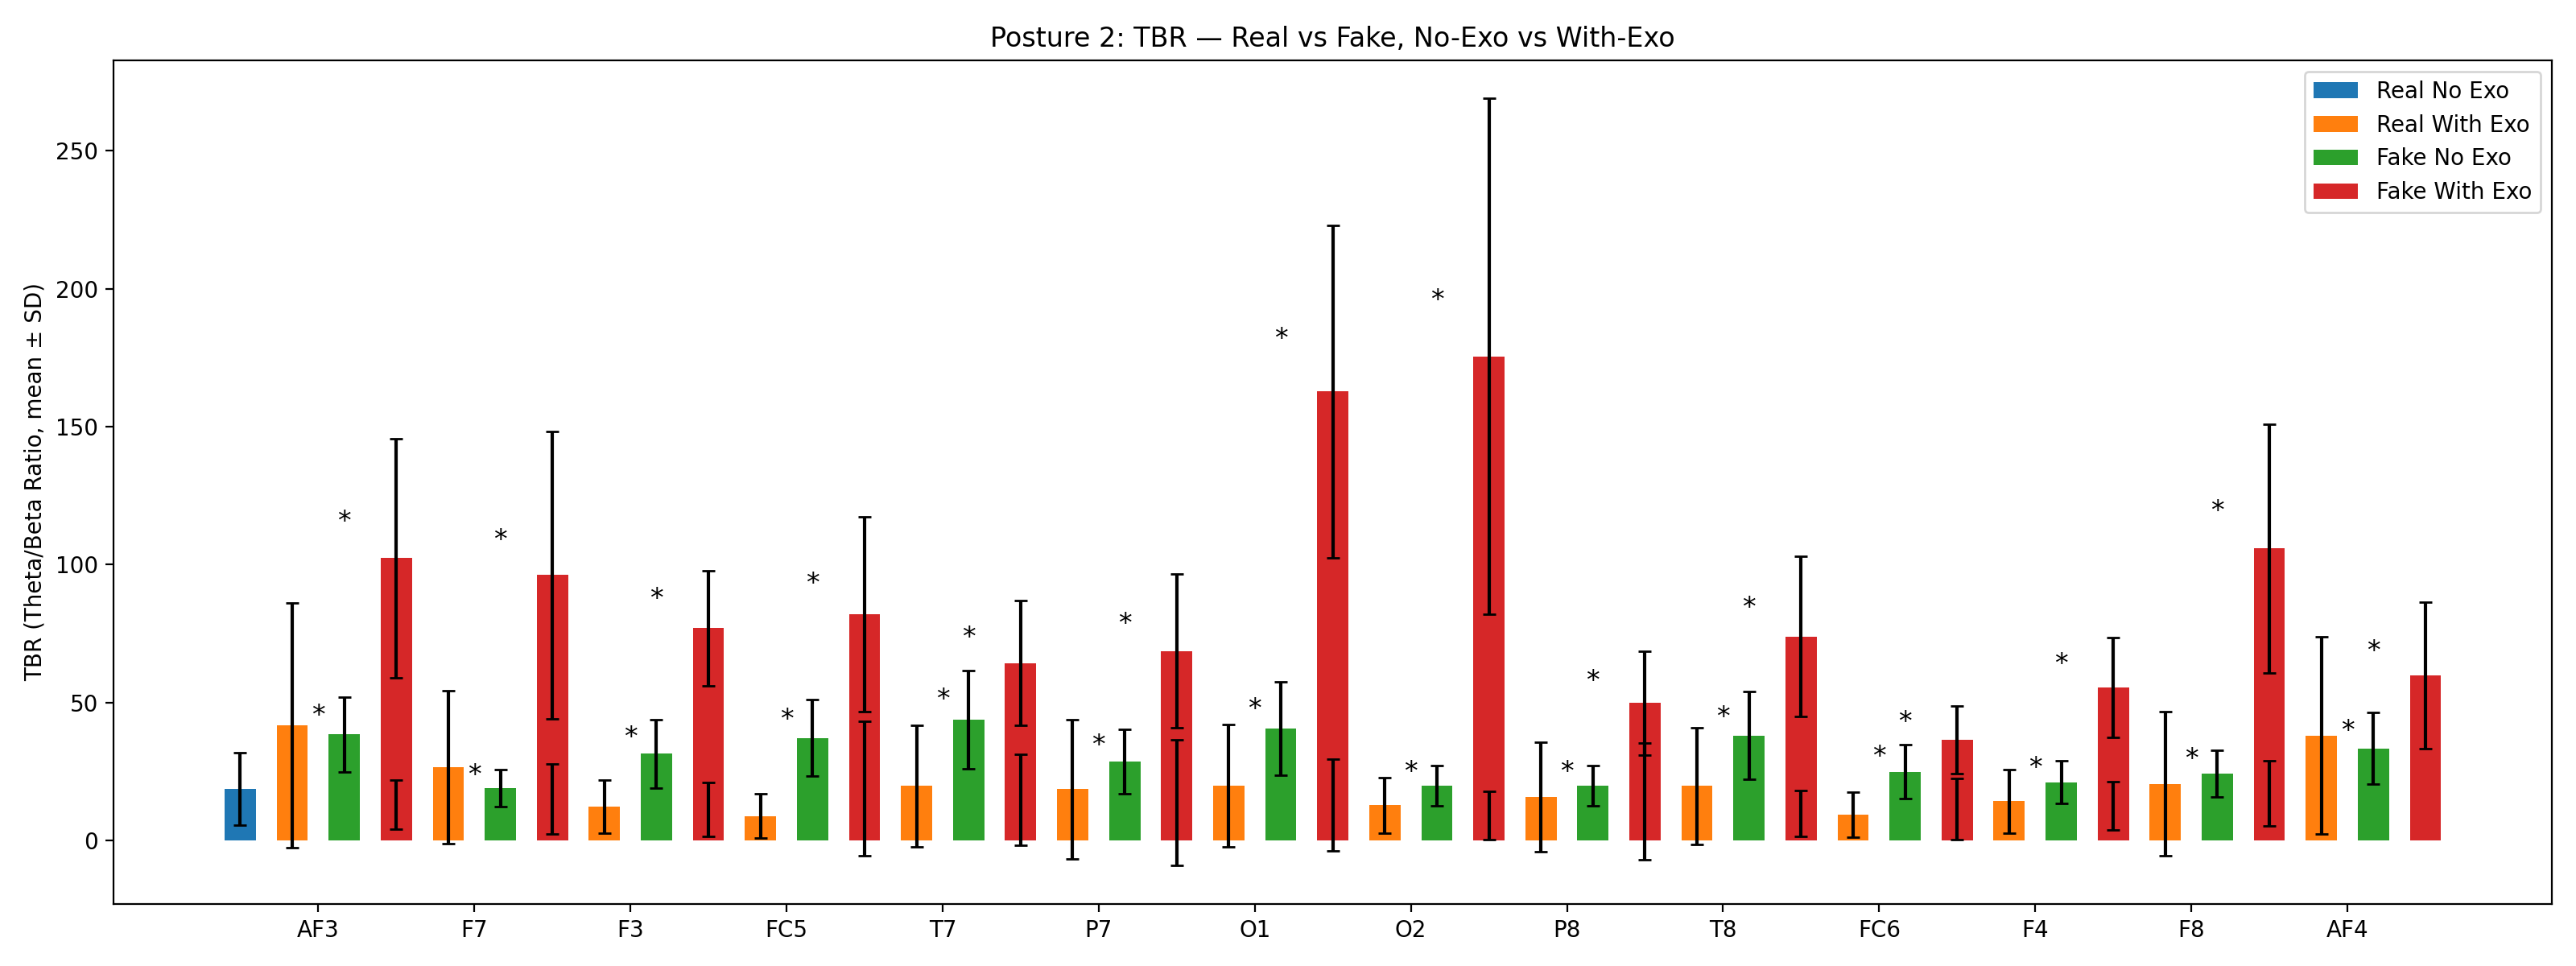 Posture 2: TBR — Real vs Fake, No-Exo vs With-Exo
TBR (Theta/Beta Ratio, mean ± SD)
250
200
150
100
50
0
Real No Exo
Real With Exo
Fake No Exo
Fake With Exo
* * * * * * * * * * * * * * * * * * * * * * * * * * * *
AF3 F7 F3 FC5 T7 P7 O1 O2 P8 T8 FC6 F4 F8 AF4